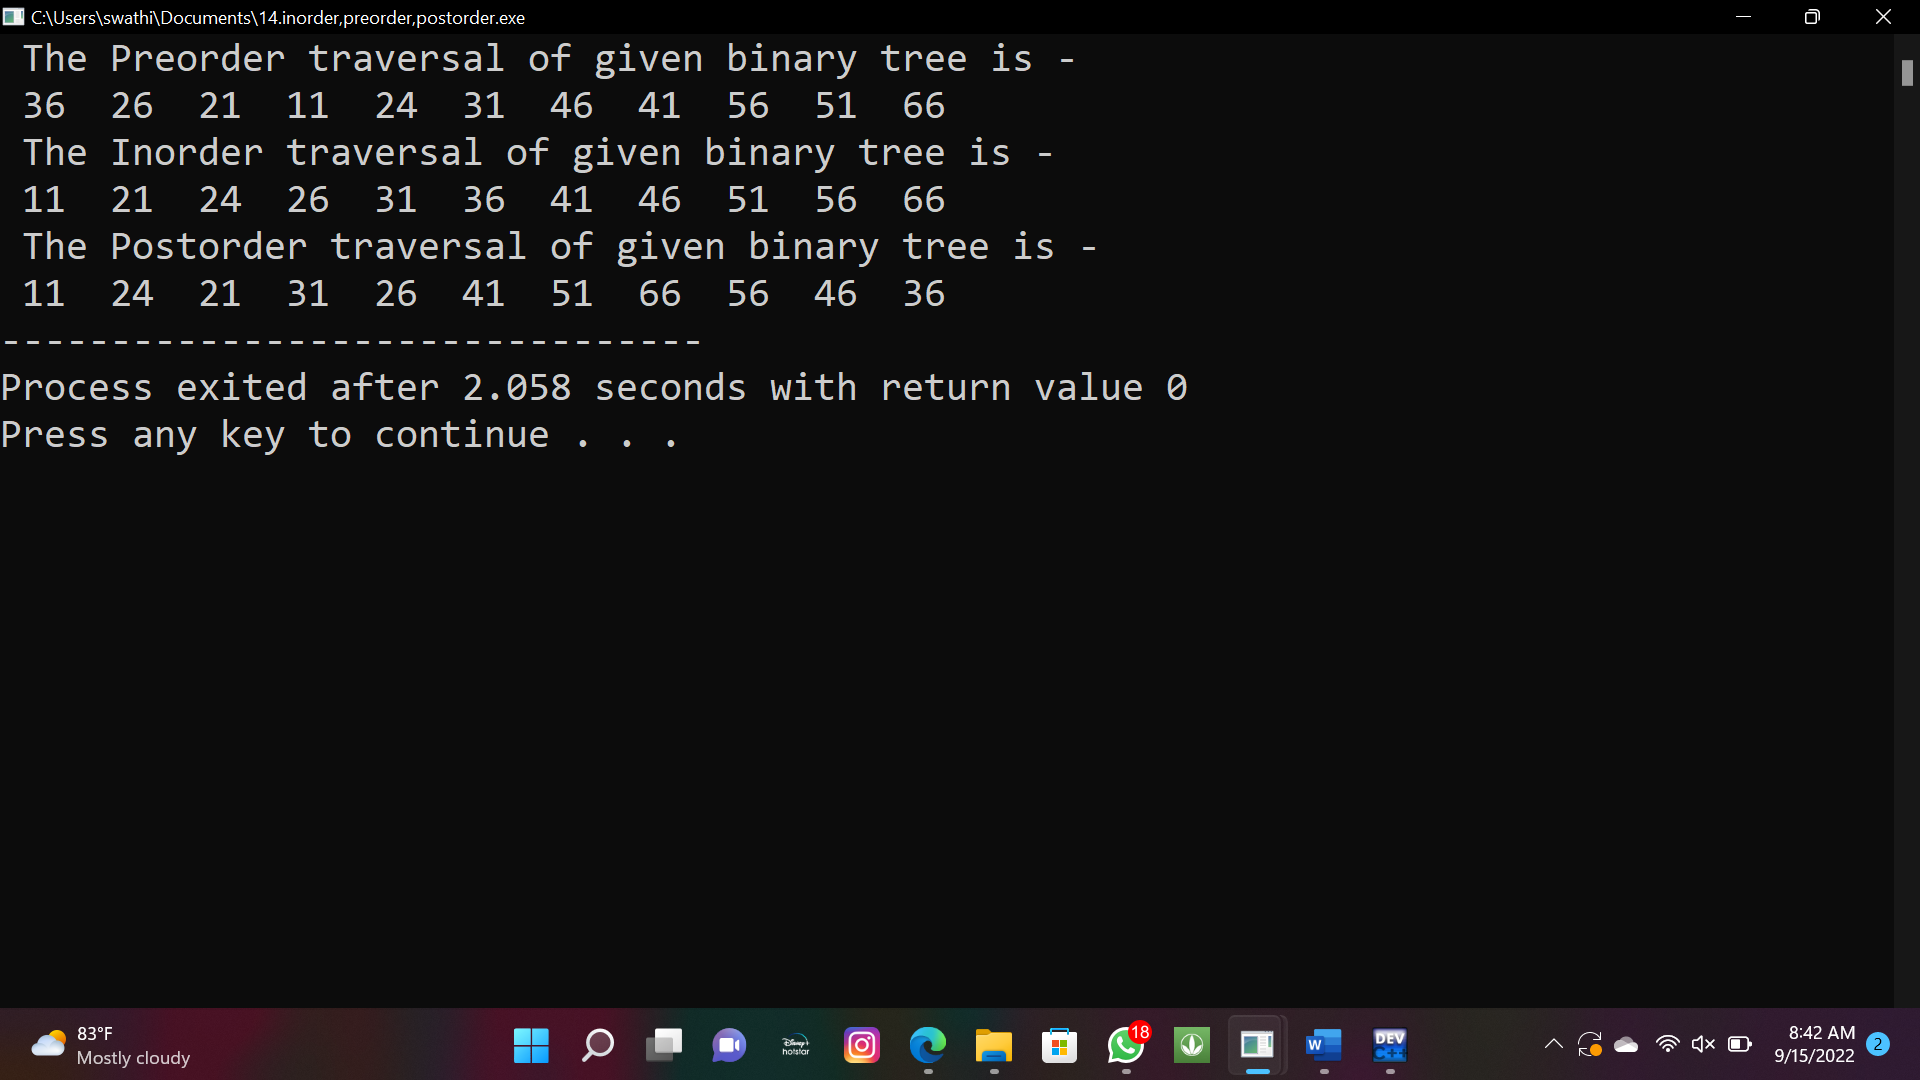 C:\Users\swathi\Documents\14.inorder,preorder,postorder.exe
The Preorder traversal of given binary tree is -
36 26 21 11 24 31 46 41 56 51 66
The Inorder traversal of given binary tree is -
11 21 24 26 31 36 41 46 51 56 66
The Postorder traversal of given binary tree is -
11 24 21 31 26 41 51 66 56 46 36
--------------------------------
Process exited after 2.058 seconds with return value 0
Press any key to continue . . .
83°F
Mostly cloudy
Disney+
hotstar
18
W
DEV
C++
8:42 AM
9/15/2022
2